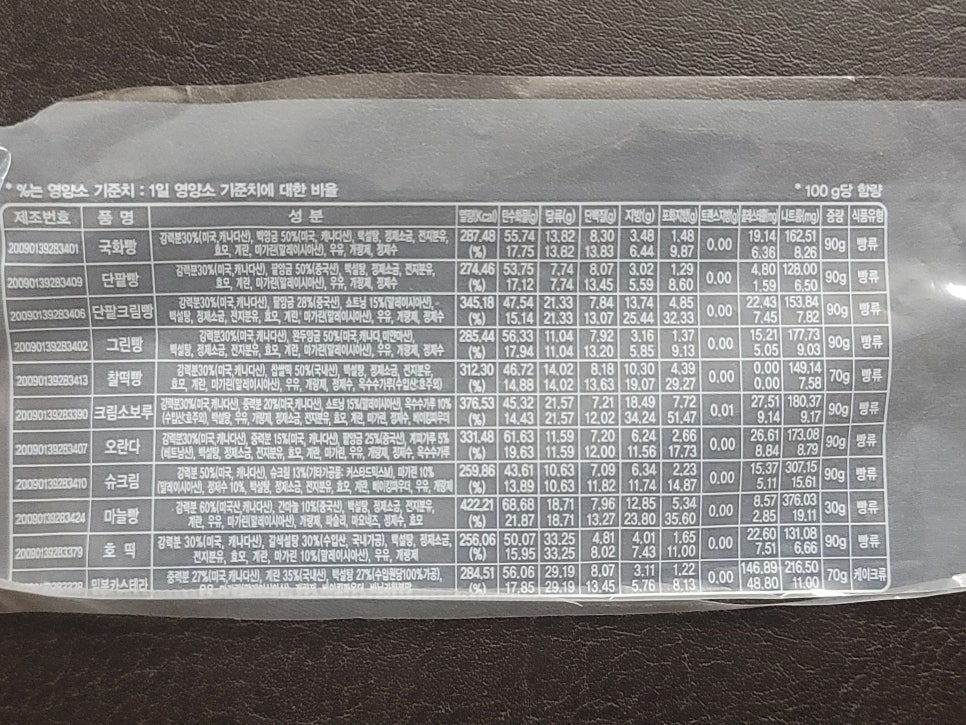 * %는 영양소 기준치 : 1일 영양소 기준치에 대한 비율
* 100 g당 함량
제조번호 품 명 성 분 열량(Kcal) 탄수화물(g) 당류(g) 단백질(g) 지방(g) 포화지방(g) 트랜스지방(g) 콜레스테롤(mg) 나트륨(mg) 중량 식품유형
20090139283401 국화빵 강력분30%(미국, 캐나다산), 백앙금 50%(미국, 캐나다산), 백설탕, 정제소금, 전지분유, 287.48 55.74 13.82 8.30 3.48 1.48 0.00 19.14 162.51 90g 빵류
효모, 계란, 마가린(말레이시아산), 우유, 개량제, 정제수 (%) 17.75 13.82 13.83 6.44 9.87 6.36 8.26
20090139283409 단팥빵 강력분30%(미국,캐나다산), 팥앙금 50%(중국산), 백설탕, 정제소금, 전지분유, 274.46 53.75 7.74 8.07 3.02 1.29 0.00 4.80 128.00 90g 빵류
효모, 계란, 마가린(말레이시아산), 우유, 개량제, 정제수 (%) 17.12 7.74 13.45 5.59 8.60 1.59 6.50
20090139283406 단팥크림빵 강력분30%(미국,캐나다산), 팥앙금 28%(중국산), 쇼트닝 15%(말레이시아산), 345.18 47.54 21.33 7.84 13.74 4.85 0.00 22.43 153.84 90g 빵류
백설탕, 정제소금, 전지분유, 효모, 계란, 마가린(말레이시아산), 우유, 개량제, 정제수 (%) 15.14 21.33 13.07 25.44 32.33 7.45 7.82
20090139283402 그린빵 강력분30%(미국,캐나다산), 완두앙금 50%(미국,캐나다,미얀마산), 285.44 56.33 11.04 7.92 3.16 1.37 0.00 15.21 177.73 90g 빵류
백설탕, 정제소금, 전지분유, 효모, 계란, 마가린(말레이시아산), 우유, 개량제, 정제수 (%) 17.94 11.04 13.20 5.85 9.13 5.05 9.03
20090139283413 찰떡빵 강력분30%(미국,캐나다산), 찹쌀떡 50%(국내산), 백설탕, 정제소금, 전지분유, 312.30 46.72 14.02 8.18 10.30 4.39 0.00 0.00 149.14 70g 빵류
효모, 계란, 마가린(말레이시아산), 우유, 개량제, 정제수, 옥수수가루(수입산:호주외) (%) 14.88 14.02 13.63 19.07 29.27 0.00 7.58
20090139283390 크림소보루 강력분30%(미국,캐나다산), 중력분 20%(미국,캐나다산), 쇼트닝 15%(말레이시아산), 옥수수가루 10% 376.53 45.32 21.57 7.21 18.49 7.72 0.01 27.51 180.37 90g 빵류
(수입산:호주외), 백설탕, 우유, 개량제, 정제소금, 전지분유, 효모, 계란, 마가린, 정제수, 베이킹파우더 (%) 14.43 21.57 12.02 34.24 51.47 9.14 9.17
20090139283407 오란다 강력분30%(미국,캐나다산), 중력분 15%(미국, 캐나다산), 팥앙금 25%(중국산), 계피가루 5% 331.48 61.63 11.59 7.20 6.24 2.66 0.00 26.61 173.08 90g 빵류
(베트남산), 백설탕, 정제소금, 전지분유, 효모, 계란, 마가린, 우유, 개량제, 정제수, 옥수수가루 (%) 19.63 11.59 12.00 11.56 17.73 8.84 8.79
20090139283410 슈크림 강력분 50%(미국,캐나다산), 슈크림 13%(기타가공품: 커스타드믹스M), 마가린 10% 259.86 43.61 10.63 7.09 6.34 2.23 0.00 15.37 307.15 90g 빵류
(말레이시아산), 정제수 10%, 백설탕, 정제소금, 전지분유, 효모, 계란, 베이킹파우더, 우유, 개량제 (%) 13.89 10.63 11.82 11.74 14.87 5.11 15.61
20090139283424 마늘빵 강력분 60%(미국산,캐나다산), 간마늘 10%(중국산), 백설탕, 정제소금, 전지분유, 422.21 68.68 18.71 7.96 12.85 5.34 0.00 8.57 376.03 30g 빵류
계란, 우유, 마가린(말레이시아산), 개량제, 파슬리, 마요네즈, 정제수, 효모 (%) 21.87 18.71 13.27 23.80 35.60 2.85 19.11
20090139283379 호 떡 강력분 30%(미국,캐나다산), 갈색설탕 30%(수입산, 국내가공), 백설탕, 정제소금, 256.06 50.07 33.25 4.81 4.01 1.65 0.00 22.60 131.08 90g 빵류
전지분유, 효모, 계란, 마가린 10%(말레이시아산), 우유, 개량제 (%) 15.95 33.25 8.02 7.43 11.00 7.51 6.66
중력분 27%(미국,캐나다산), 계란 35%(국내산), 백설탕 27%(수입원당100%가공), 284.51 56.06 29.19 8.07 3.11 1.22 0.00 146.89 216.50 70g 케이크류
(%) 17.85 29.19 13.45 5.76 8.13 48.80 11.00